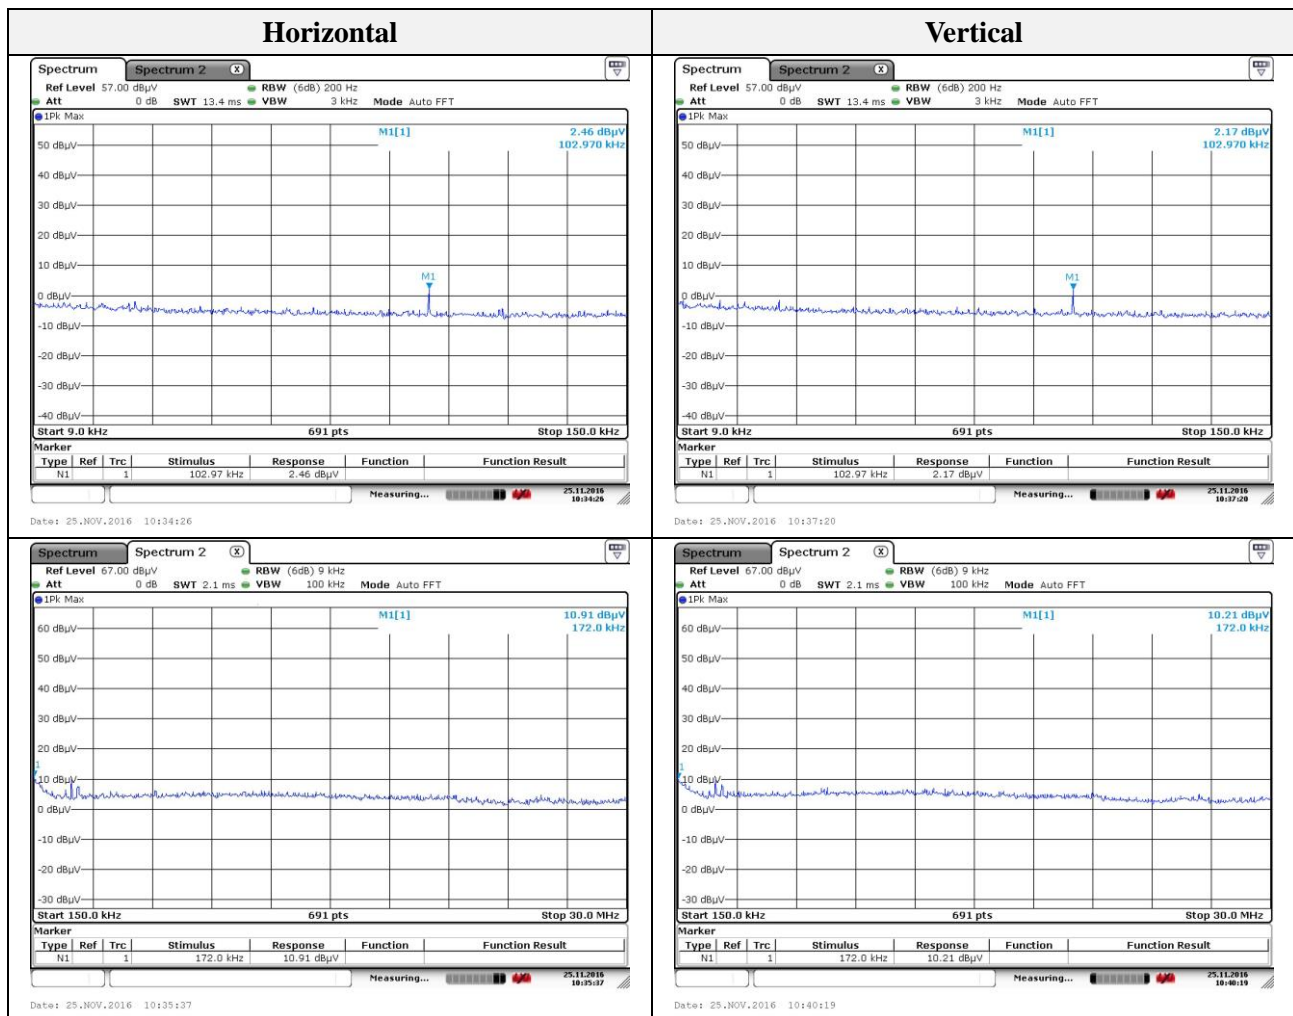 Horizontal
Vertical
Spectrum Spectrum 2 X
Ref Level 57.00 dBµV RBW (6dB) 200 Hz
Att 0 dB SWT 13.4 ms VBW 3 kHz Mode Auto FFT
1Pk Max
M1[1] 2.46 dBµV
102.970 kHz
50 dBµV
40 dBµV
30 dBµV
20 dBµV
10 dBµV
M1
0 dBµV
-10 dBµV
-20 dBµV
-30 dBµV
-40 dBµV
Start 9.0 kHz 691 pts Stop 150.0 kHz
Marker
Type Ref Trc Stimulus Response Function Function Result
N1 1 102.97 kHz 2.46 dBµV
Measuring... 25.11.2016
10:34:26
Date: 25.NOV.2016 10:34:26
Spectrum Spectrum 2 X
Ref Level 57.00 dBµV RBW (6dB) 200 Hz
Att 0 dB SWT 13.4 ms VBW 3 kHz Mode Auto FFT
1Pk Max
M1[1] 2.17 dBµV
102.970 kHz
50 dBµV
40 dBµV
30 dBµV
20 dBµV
10 dBµV
M1
0 dBµV
-10 dBµV
-20 dBµV
-30 dBµV
-40 dBµV
Start 9.0 kHz 691 pts Stop 150.0 kHz
Marker
Type Ref Trc Stimulus Response Function Function Result
N1 1 102.97 kHz 2.17 dBµV
Measuring... 25.11.2016
10:37:20
Date: 25.NOV.2016 10:37:20
Spectrum Spectrum 2 X
Ref Level 67.00 dBµV RBW (6dB) 9 kHz
Att 0 dB SWT 2.1 ms VBW 100 kHz Mode Auto FFT
1Pk Max
M1[1] 10.91 dBµV
172.0 kHz
60 dBµV
50 dBµV
40 dBµV
30 dBµV
20 dBµV
1
10 dBµV
0 dBµV
-10 dBµV
-20 dBµV
-30 dBµV
Start 150.0 kHz 691 pts Stop 30.0 MHz
Marker
Type Ref Trc Stimulus Response Function Function Result
N1 1 172.0 kHz 10.91 dBµV
Measuring... 25.11.2016
10:35:37
Date: 25.NOV.2016 10:35:37
Spectrum Spectrum 2 X
Ref Level 67.00 dBµV RBW (6dB) 9 kHz
Att 0 dB SWT 2.1 ms VBW 100 kHz Mode Auto FFT
1Pk Max
M1[1] 10.21 dBµV
172.0 kHz
60 dBµV
50 dBµV
40 dBµV
30 dBµV
20 dBµV
1
10 dBµV
0 dBµV
-10 dBµV
-20 dBµV
-30 dBµV
Start 150.0 kHz 691 pts Stop 30.0 MHz
Marker
Type Ref Trc Stimulus Response Function Function Result
N1 1 172.0 kHz 10.21 dBµV
Measuring... 25.11.2016
10:40:19
Date: 25.NOV.2016 10:40:19